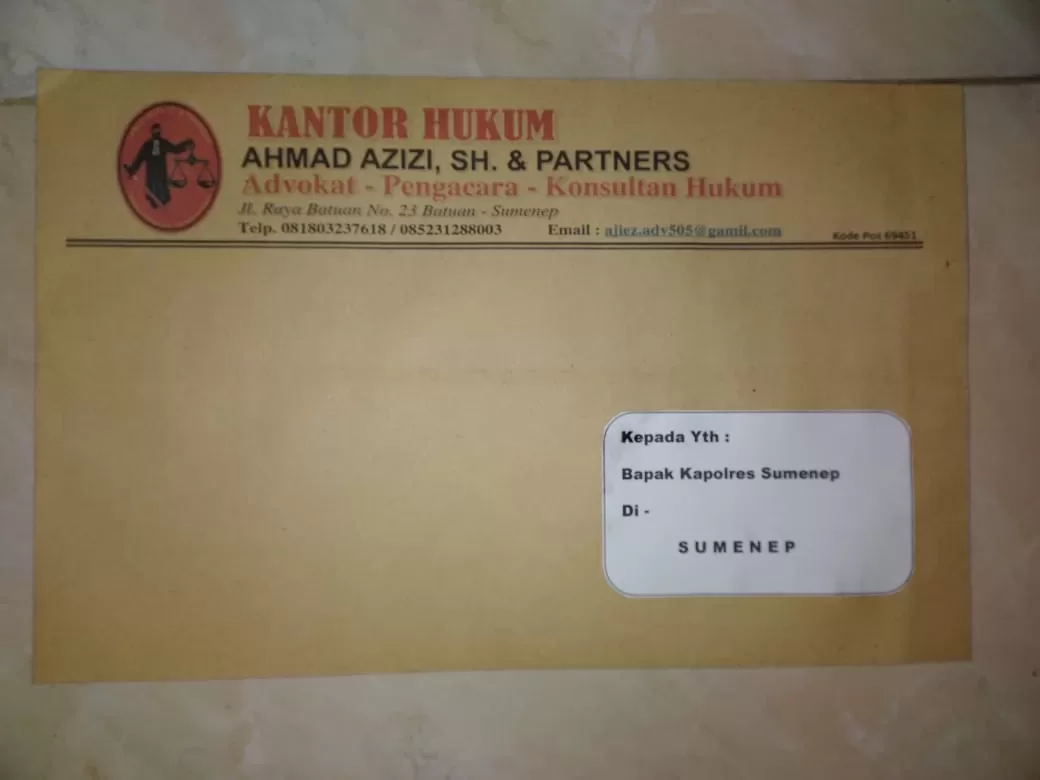 KANTOR HUKUM
AHMAD AZIZI, SH. & PARTNERS
Advokat - Pengacara - Konsultan Hukum
Jl. Raya Batuan No. 23 Batuan - Sumenep
Telp. 081803237618 / 085231288003 Email : ajiez.adv505@gamil.com Kode Pos 69451
Kepada Yth :
Bapak Kapolres Sumenep
Di -
S U M E N E P